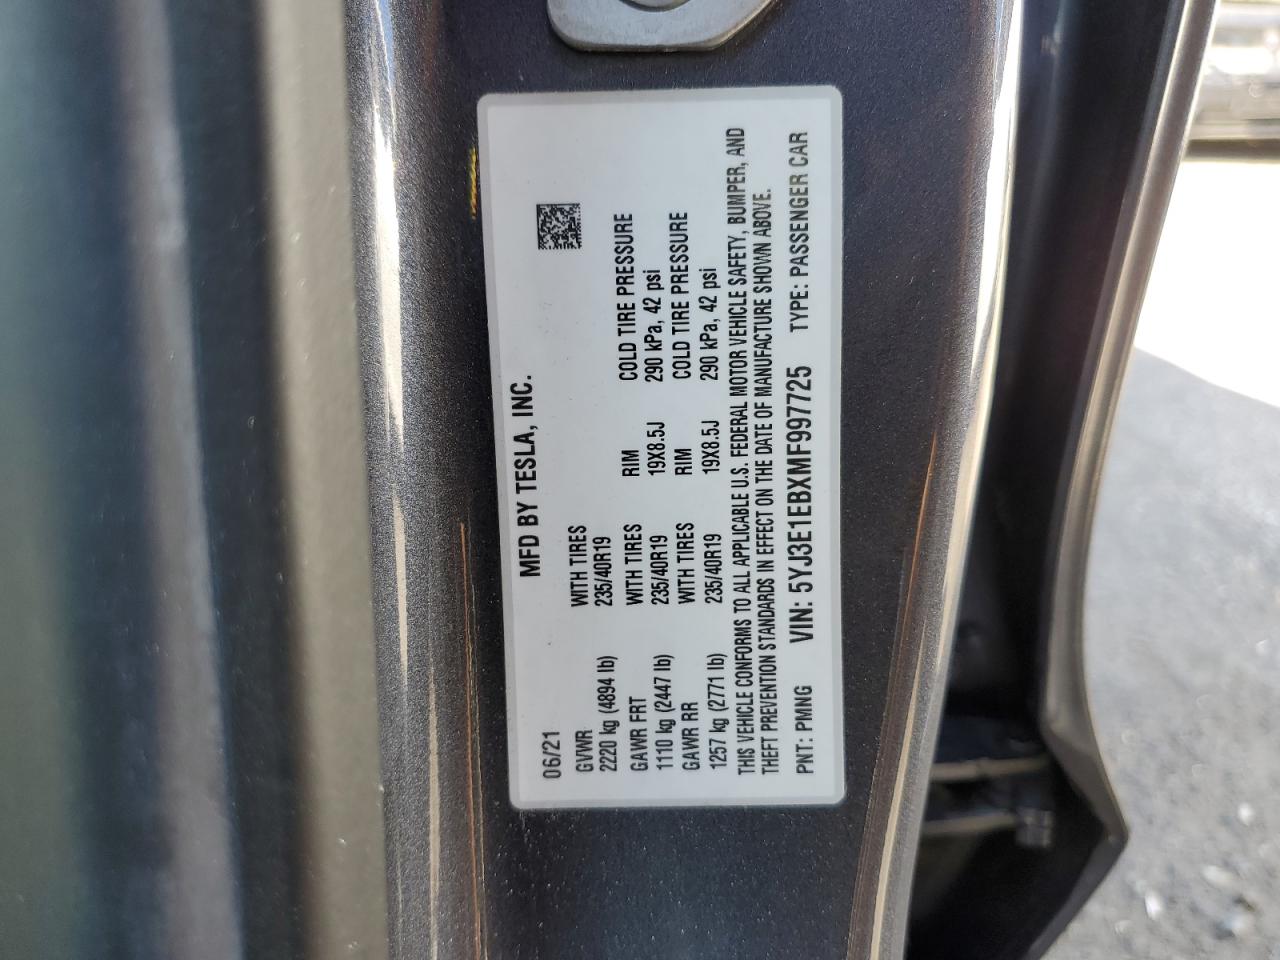 MFD BY TESLA, INC.
06/21
GVWR WITH TIRES
2220 kg (4894 lb) 235/40R19
GAWR FRT WITH TIRES RIM COLD TIRE PRESSURE
1110 kg (2447 lb) 235/40R19 19X8.5J 290 kPa, 42 psi
GAWR RR WITH TIRES RIM COLD TIRE PRESSURE
1257 kg (2771 lb) 235/40R19 19X8.5J 290 kPa, 42 psi
THIS VEHICLE CONFORMS TO ALL APPLICABLE U.S. FEDERAL MOTOR VEHICLE SAFETY, BUMPER, AND
THEFT PREVENTION STANDARDS IN EFFECT ON THE DATE OF MANUFACTURE SHOWN ABOVE.
PNT: PMNG VIN: 5YJ3E1EBXMF997725 TYPE: PASSENGER CAR